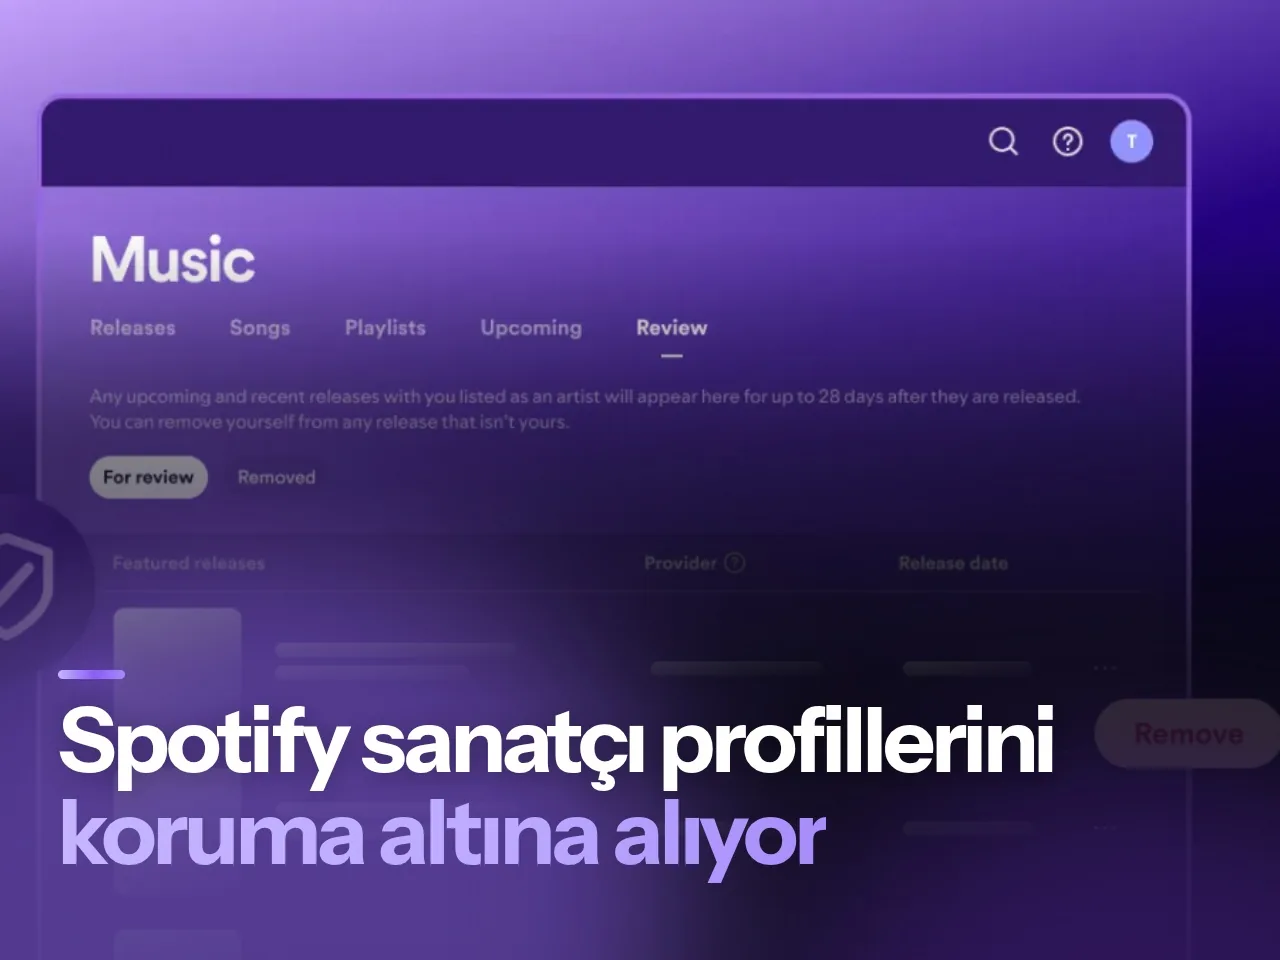 T
Music
Releases Songs Playlists Upcoming Review
Any upcoming and recent releases with you listed as an artist will appear here for up to 28 days after they are released.
You can remove yourself from any release that isn't yours.
For review Removed
Featured releases Provider ? Release date
Remove
Spotify sanatçı profillerini
koruma altına alıyor